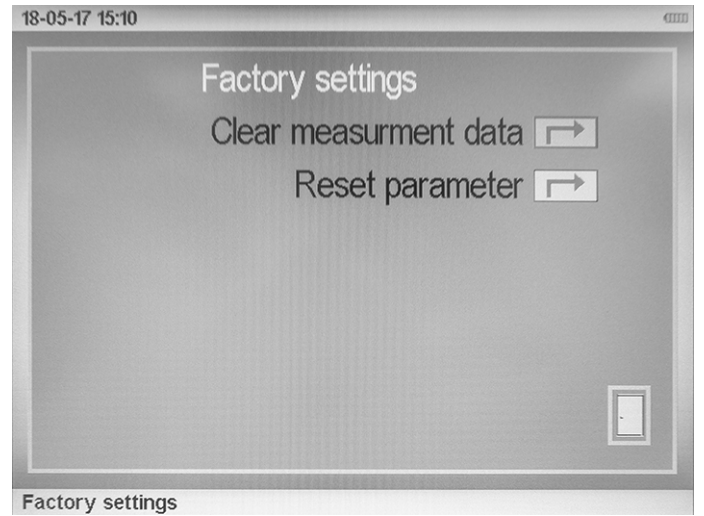 18-05-17 15:10
Factory settings
Clear measurment data
Reset parameter
Factory settings